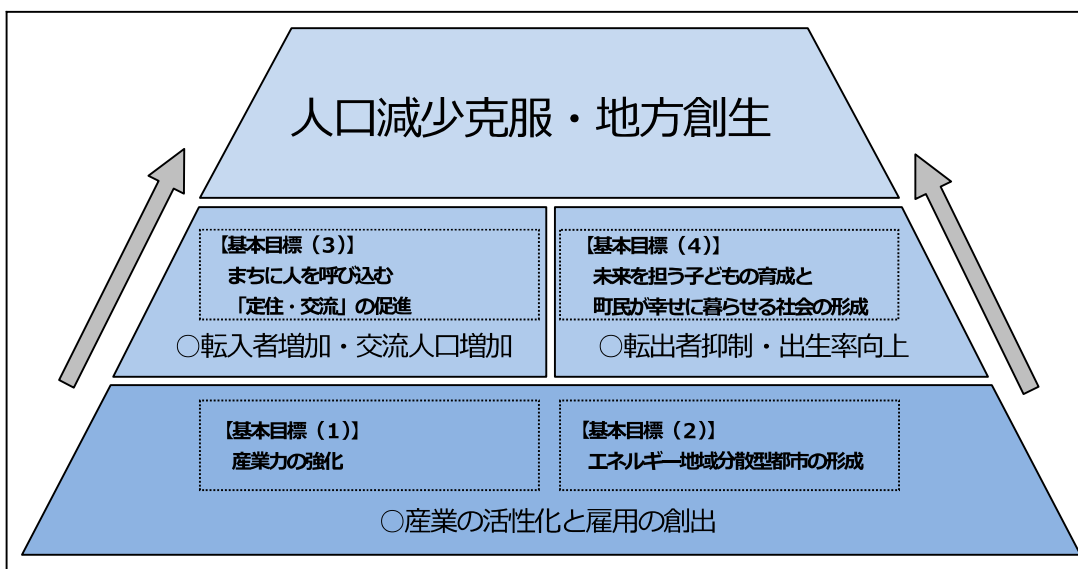 人口減少克服・地方創生
【基本目標（３）】
まちに人を呼び込む
「定住・交流」の促進
○転入者増加・交流人口増加
【基本目標（４）】
未来を担う子どもの育成と
町民が幸せに暮らせる社会の形成
○転出者抑制・出生率向上
【基本目標（１）】
産業力の強化
【基本目標（２）】
エネルギー地域分散型都市の形成
○産業の活性化と雇用の創出